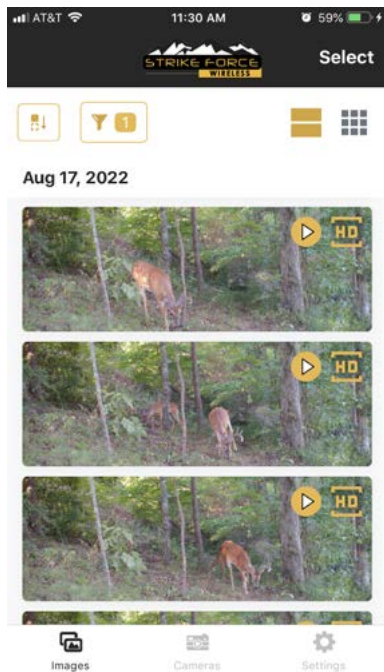 AT&T
11:30 AM
59%
STRIKE FORCE
WIRELESS
Select
1
Aug 17, 2022
HD
HD
HD
Images
Cameras
Settings